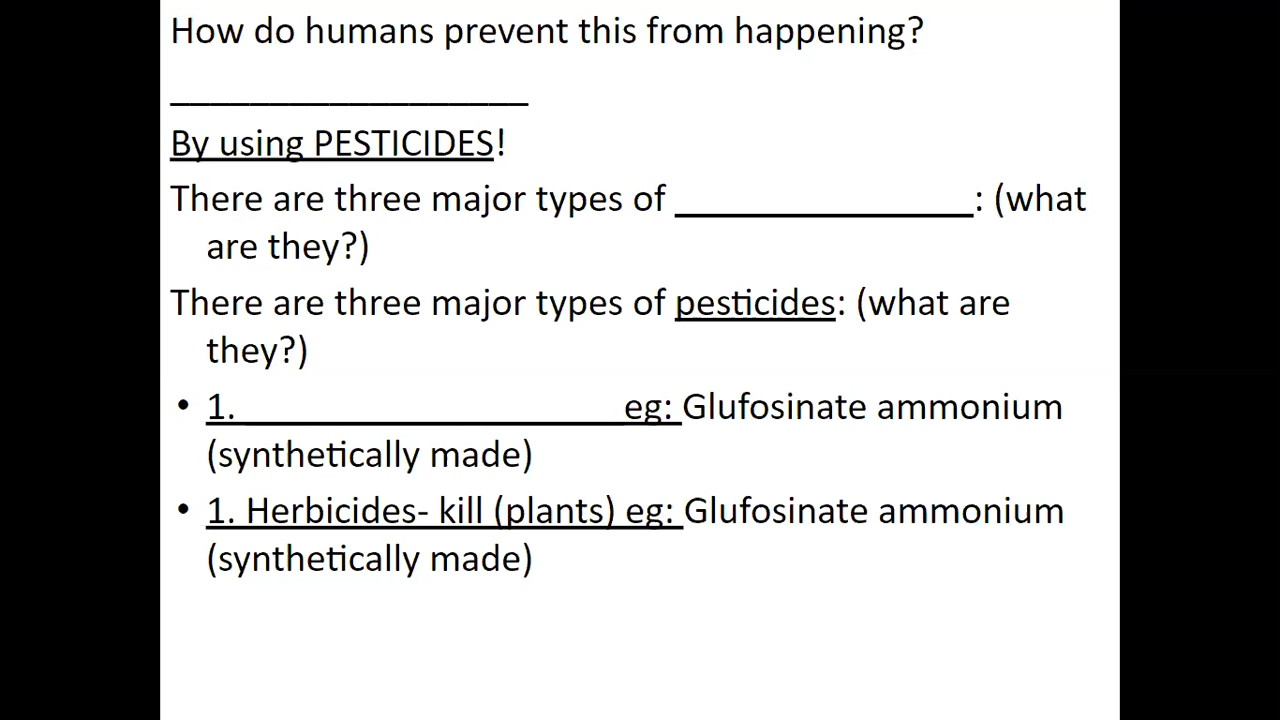 How do humans prevent this from happening?
__________________
By using PESTICIDES!
There are three major types of _______________: (what
are they?)
There are three major types of pesticides: (what are
they?)
• 1. ___________________ eg: Glufosinate ammonium
(synthetically made)
• 1. Herbicides- kill (plants) eg: Glufosinate ammonium
(synthetically made)